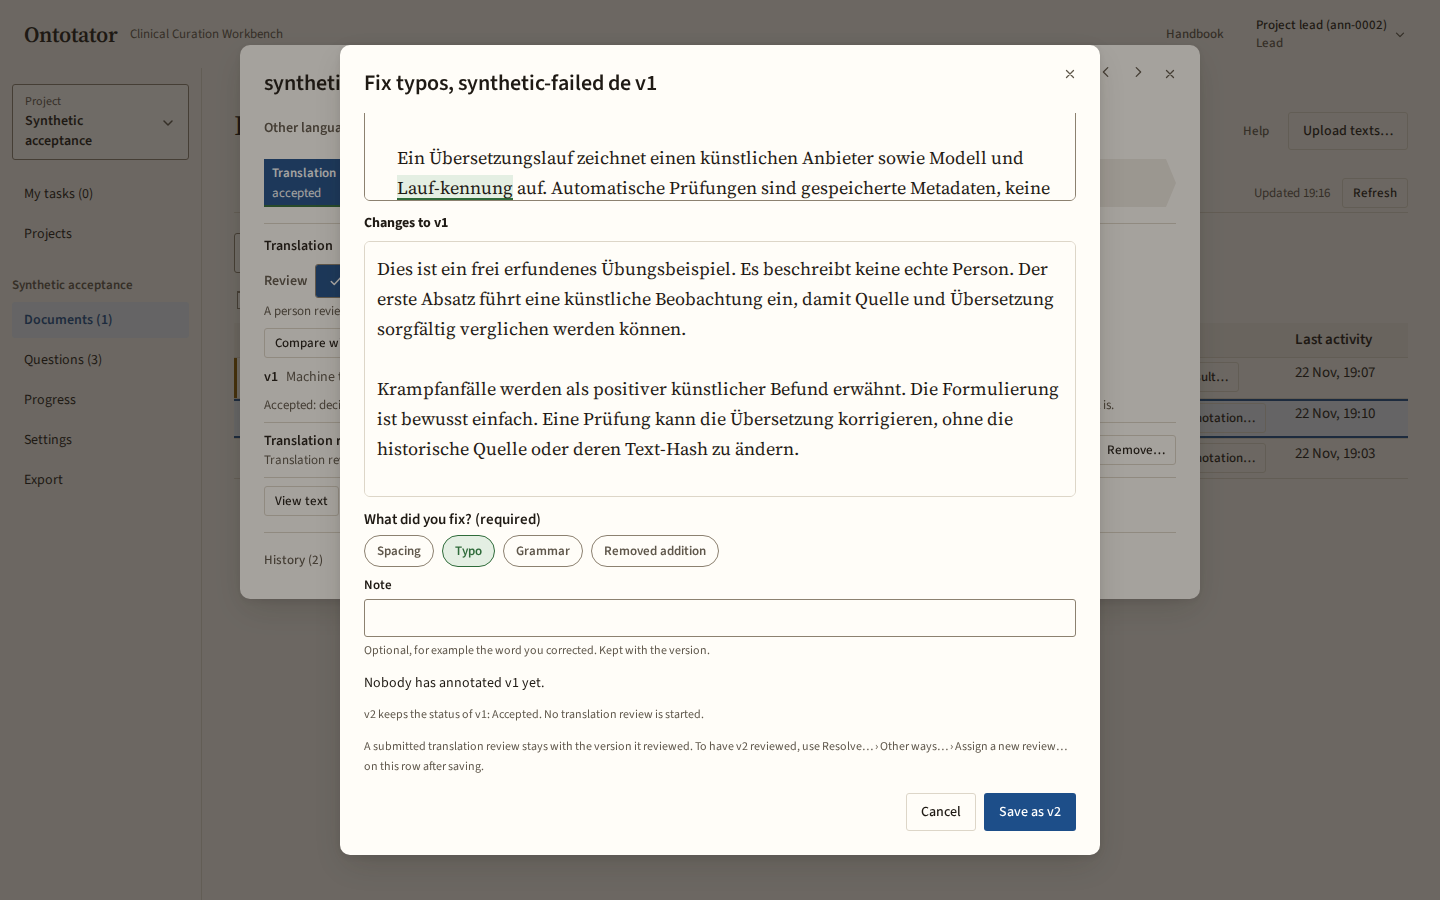 Ontotator Clinical Curation Workbench
Handbook
Project lead (ann-0002)
Lead
Project
Synthetic
acceptance
My tasks (0)
Projects
Synthetic acceptance
Documents (1)
Questions (3)
Progress
Settings
Export
Help
Upload texts…
Updated 19:16
Refresh
Last activity
22 Nov, 19:07
22 Nov, 19:10
22 Nov, 19:03
Other langua
Translation
accepted
Translation
Review
A person revie
Compare w
v1 Machine t
Accepted: deci
is.
Translation r
Translation re
Remove…
View text
History (2)
Fix typos, synthetic-failed de v1
Ein Übersetzungslauf zeichnet einen künstlichen Anbieter sowie Modell und
Lauf-kennung auf. Automatische Prüfungen sind gespeicherte Metadaten, keine
Changes to v1
Dies ist ein frei erfundenes Übungsbeispiel. Es beschreibt keine echte Person. Der
erste Absatz führt eine künstliche Beobachtung ein, damit Quelle und Übersetzung
sorgfältig verglichen werden können.
Krampfanfälle werden als positiver künstlicher Befund erwähnt. Die Formulierung
ist bewusst einfach. Eine Prüfung kann die Übersetzung korrigieren, ohne die
historische Quelle oder deren Text-Hash zu ändern.
What did you fix? (required)
Spacing
Typo
Grammar
Removed addition
Note
Optional, for example the word you corrected. Kept with the version.
Nobody has annotated v1 yet.
v2 keeps the status of v1: Accepted. No translation review is started.
A submitted translation review stays with the version it reviewed. To have v2 reviewed, use Resolve… › Other ways… › Assign a new review…
on this row after saving.
Cancel
Save as v2